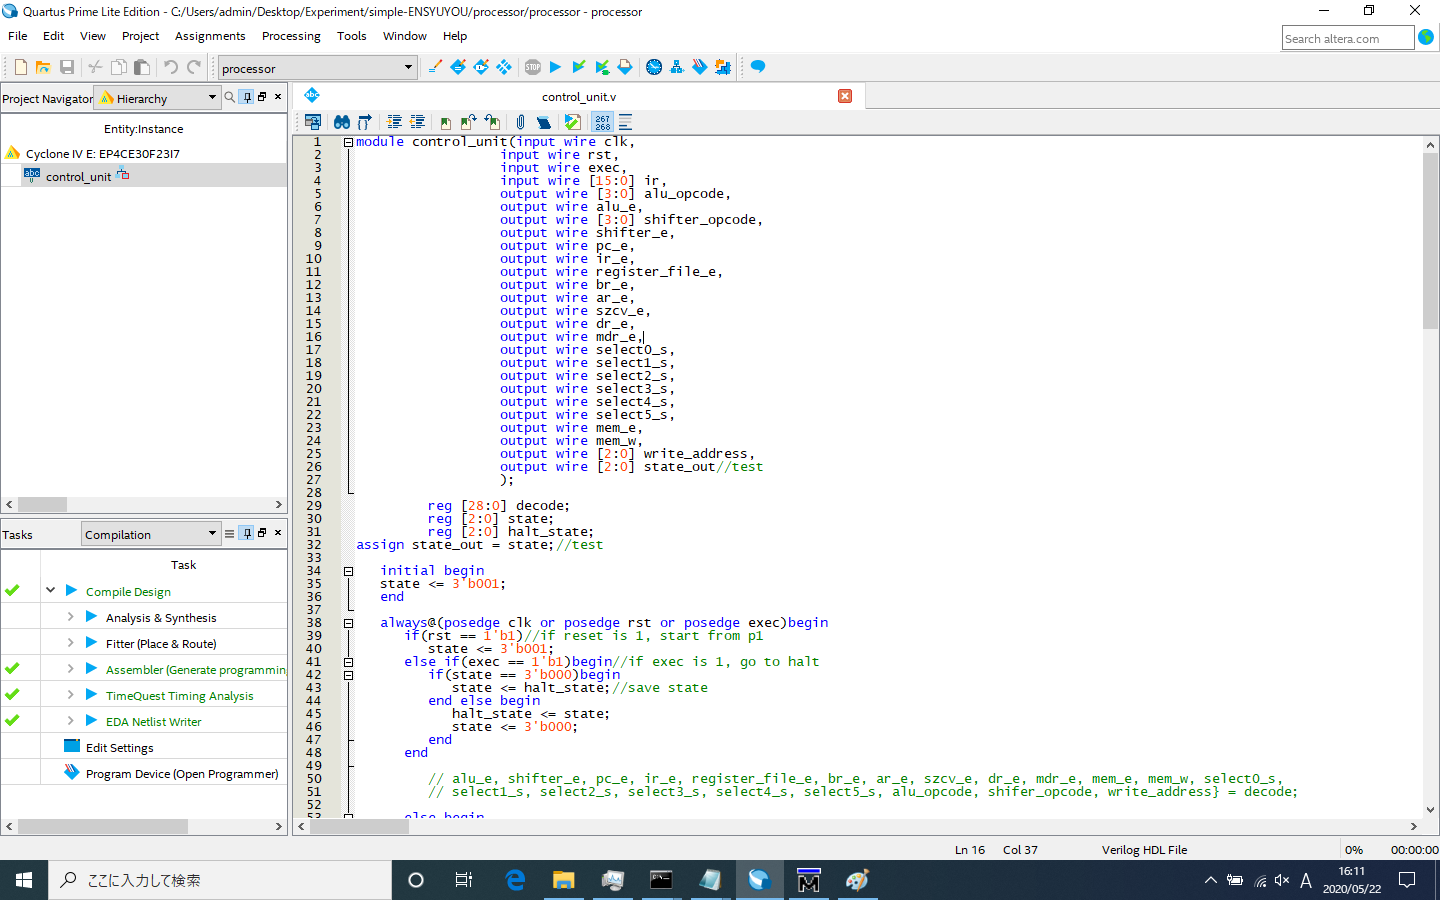 Quartus Prime Lite Edition - C:/Users/admin/Desktop/Experiment/simple-ENSYUYOU/processor/processor - processor
File Edit View Project Assignments Processing Tools Window Help
Search altera.com
processor
Project Navigator Hierarchy
control_unit.v
Entity:Instance
Cyclone IV E: EP4CE30F23I7
control_unit
267
268
1 module control_unit(input wire clk,
2 input wire rst,
3 input wire exec,
4 input wire [15:0] ir,
5 output wire [3:0] alu_opcode,
6 output wire alu_e,
7 output wire [3:0] shifter_opcode,
8 output wire shifter_e,
9 output wire pc_e,
10 output wire ir_e,
11 output wire register_file_e,
12 output wire br_e,
13 output wire ar_e,
14 output wire szcv_e,
15 output wire dr_e,
16 output wire mdr_e,
17 output wire select0_s,
18 output wire select1_s,
19 output wire select2_s,
20 output wire select3_s,
21 output wire select4_s,
22 output wire select5_s,
23 output wire mem_e,
24 output wire mem_w,
25 output wire [2:0] write_address,
26 output wire [2:0] state_out//test
27 );
28
29 reg [28:0] decode;
30 reg [2:0] state;
31 reg [2:0] halt_state;
32 assign state_out = state;//test
33
34 initial begin
35 state <= 3'b001;
36 end
37
38 always@(posedge clk or posedge rst or posedge exec)begin
39 if(rst == 1'b1)//if reset is 1, start from p1
40 state <= 3'b001;
41 else if(exec == 1'b1)begin//if exec is 1, go to halt
42 if(state == 3'b000)begin
43 state <= halt_state;//save state
44 end else begin
45 halt_state <= state;
46 state <= 3'b000;
47 end
48 end
49
50 // alu_e, shifter_e, pc_e, ir_e, register_file_e, br_e, ar_e, szcv_e, dr_e, mdr_e, mem_e, mem_w, select0_s,
51 // select1_s, select2_s, select3_s, select4_s, select5_s, alu_opcode, shifer_opcode, write_address} = decode;
52
53 else begin
Tasks Compilation
Task
Compile Design
Analysis & Synthesis
Fitter (Place & Route)
Assembler (Generate programming
TimeQuest Timing Analysis
EDA Netlist Writer
Edit Settings
Program Device (Open Programmer)
Ln 16 Col 37 Verilog HDL File 0% 00:00:00
ここに入力して検索
A
16:11
2020/05/22